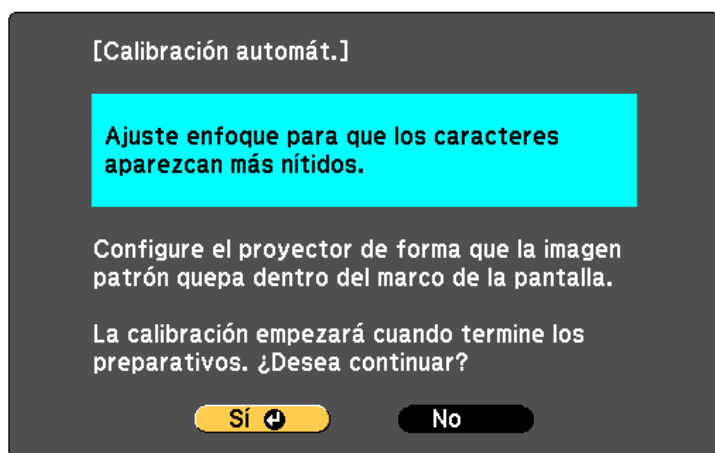 [Calibración automát.]
Ajuste enfoque para que los caracteres
aparezcan más nítidos.
Configure el proyector de forma que la imagen
patrón quepa dentro del marco de la pantalla.
La calibración empezará cuando termine los
preparativos. ¿Desea continuar?
Sí
No